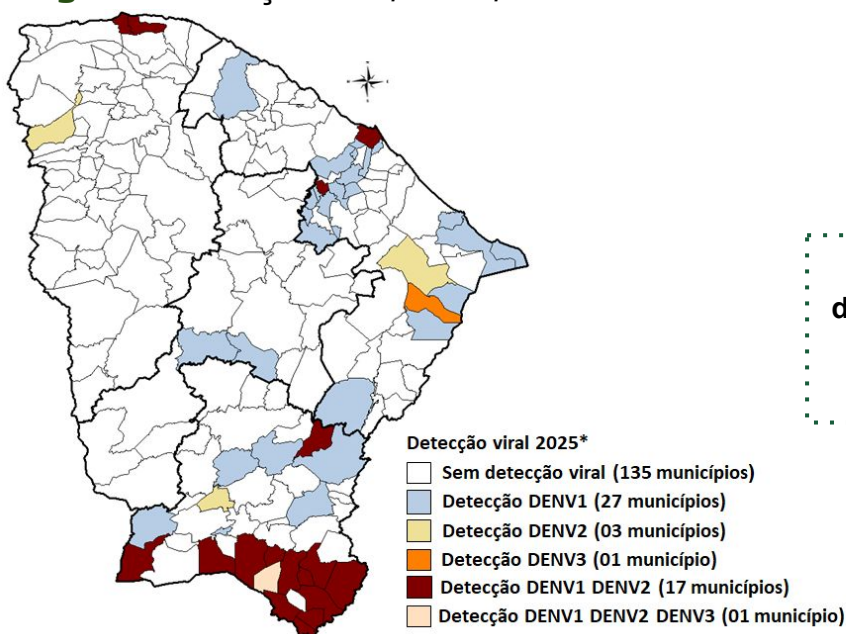 Detecção viral 2025*
Sem detecção viral (135 municípios)
Detecção DENV1 (27 municípios)
Detecção DENV2 (03 municípios)
Detecção DENV3 (01 município)
Detecção DENV1 DENV2 (17 municípios)
Detecção DENV1 DENV2 DENV3 (01 município)
d